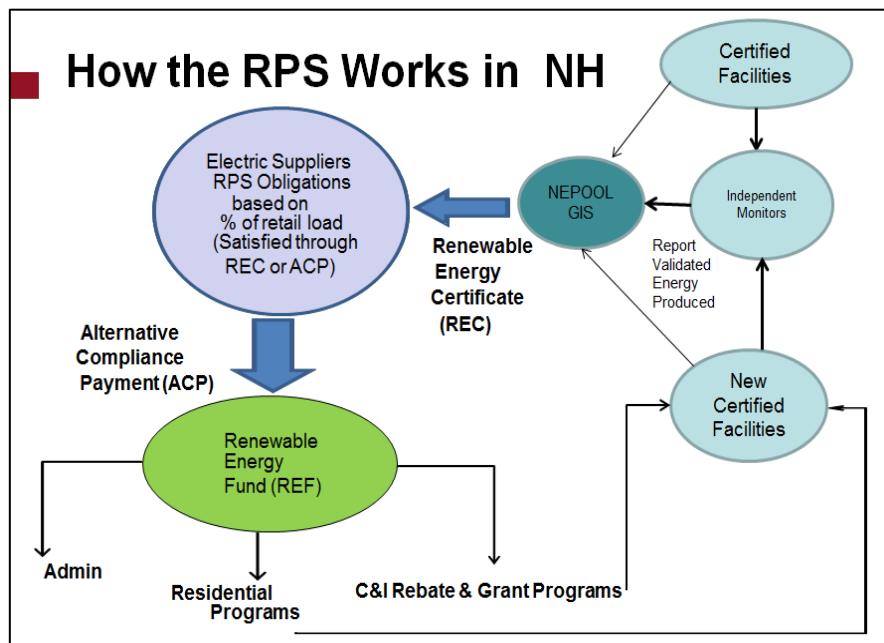 How the RPS Works in NH
Certified
Facilities
Electric Suppliers
RPS Obligations
based on
% of retail load
(Satisfied through
REC or ACP)
NEPOOL
GIS
Independent
Monitors
Renewable
Energy
Certificate
(REC)
Report
Validated
Energy
Produced
Alternative
Compliance
Payment (ACP)
New
Certified
Facilities
Renewable
Energy
Fund (REF)
Admin
Residential
Programs
C&I Rebate & Grant Programs